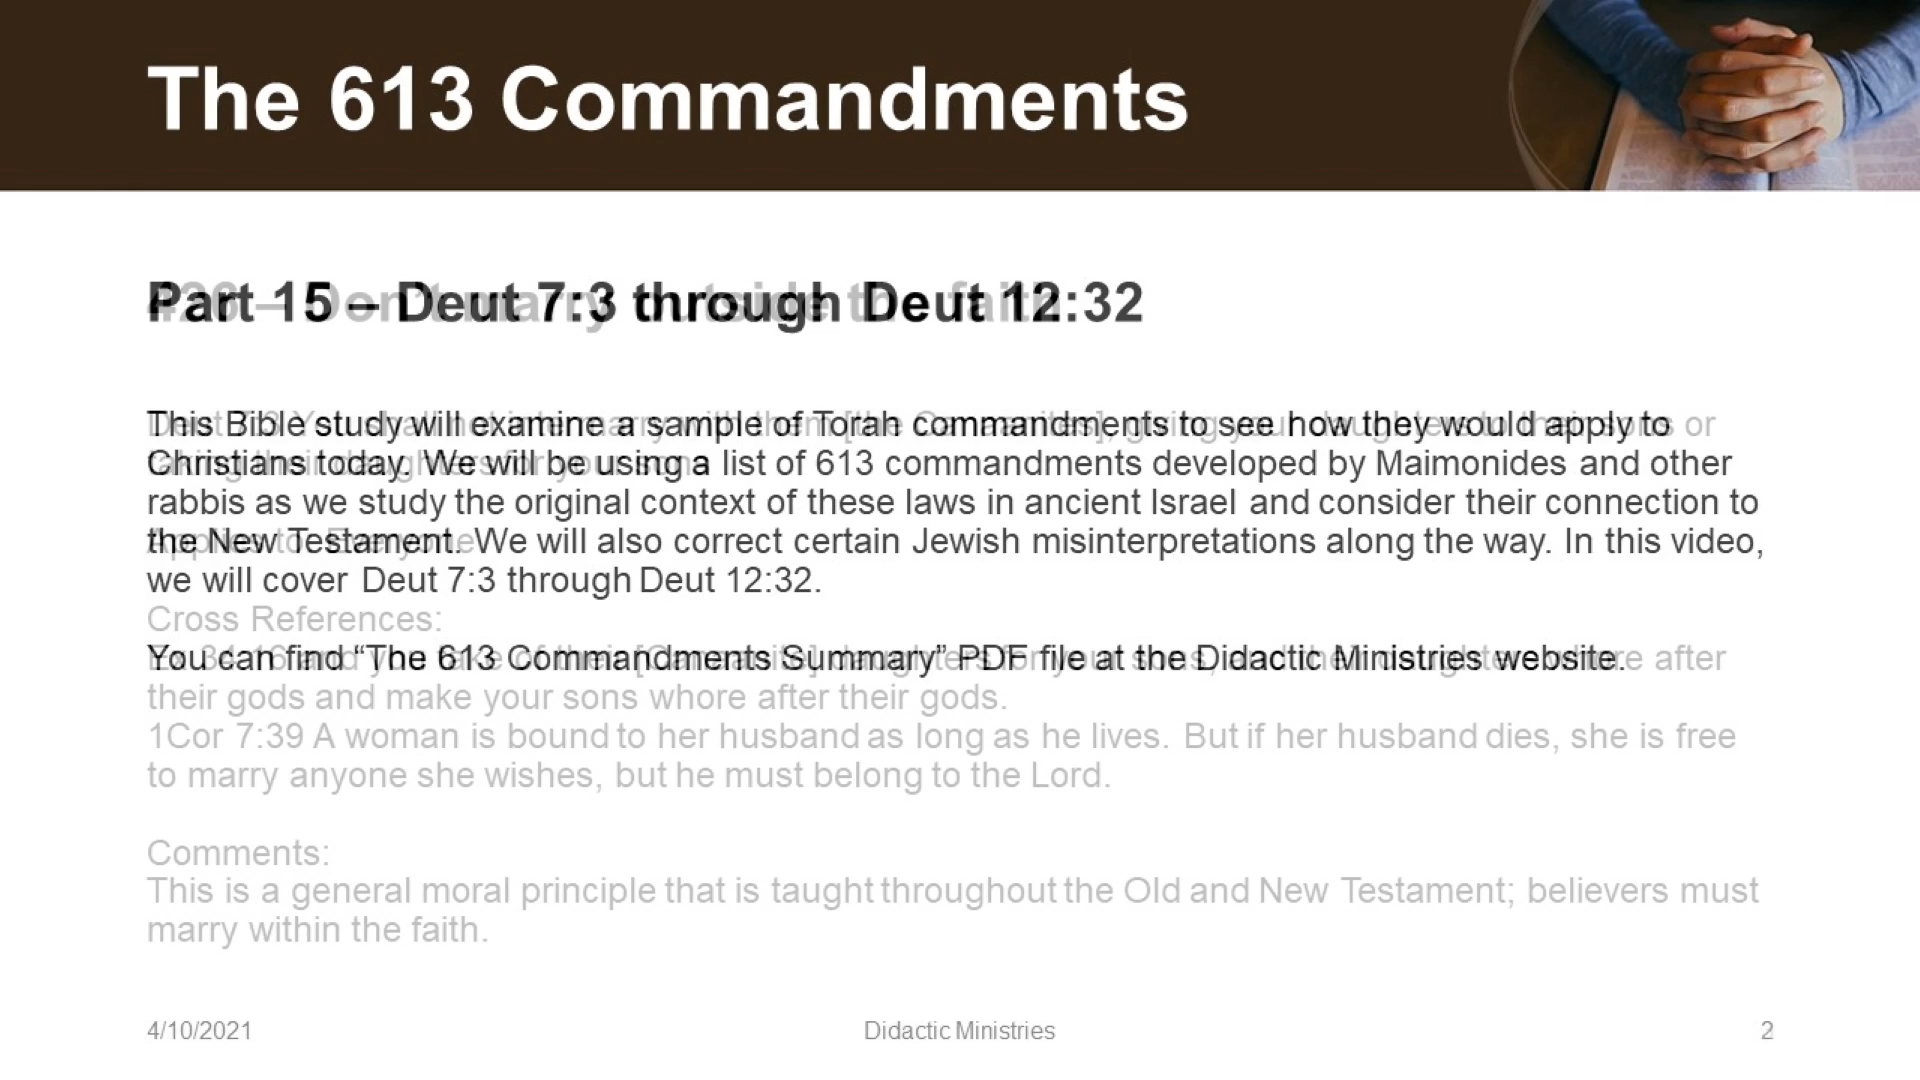 The 613 Commandments
Part 15 – Deut 7:3 through Deut 12:32
This Bible study will examine a sample of Torah commandments to see how they would apply to
Christians today. We will be using a list of 613 commandments developed by Maimonides and other
rabbis as we study the original context of these laws in ancient Israel and consider their connection to
the New Testament. We will also correct certain Jewish misinterpretations along the way. In this video,
we will cover Deut 7:3 through Deut 12:32.
Cross References:
You can find “The 613 Commandments Summary” PDF file at the Didactic Ministries website.
after
their gods and make your sons whore after their gods.
1Cor 7:39 A woman is bound to her husband as long as he lives. But if her husband dies, she is free
to marry anyone she wishes, but he must belong to the Lord.
Comments:
This is a general moral principle that is taught throughout the Old and New Testament; believers must
marry within the faith.
4/10/2021
Didactic Ministries
2